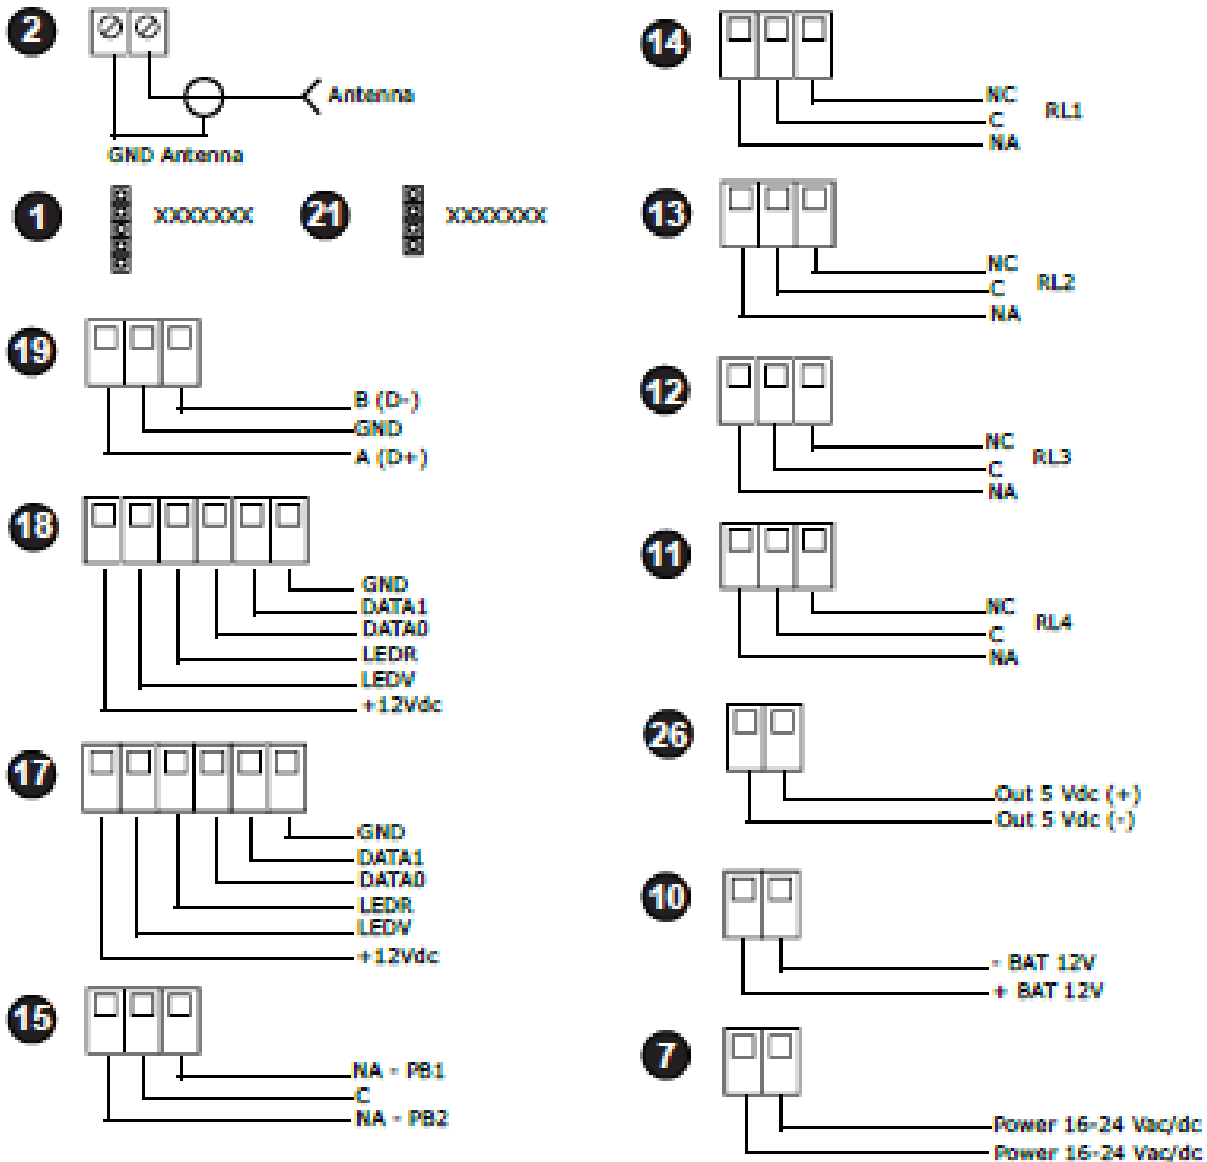 2
Antenna
GND Antenna
1
XXXXXXXX
21
XXXXXXXX
19
B (D-)
GND
A (D+)
18
GND
DATA1
DATA0
LEDR
LEDV
+12Vdc
17
GND
DATA1
DATA0
LEDR
LEDV
+12Vdc
15
NA - PB1
C
NA - PB2
14
NC
C
NA
RL1
13
NC
C
NA
RL2
12
NC
C
NA
RL3
11
NC
C
NA
RL4
26
Out 5 Vdc (+)
Out 5 Vdc (-)
10
- BAT 12V
+ BAT 12V
7
Power 16-24 Vac/dc
Power 16-24 Vac/dc